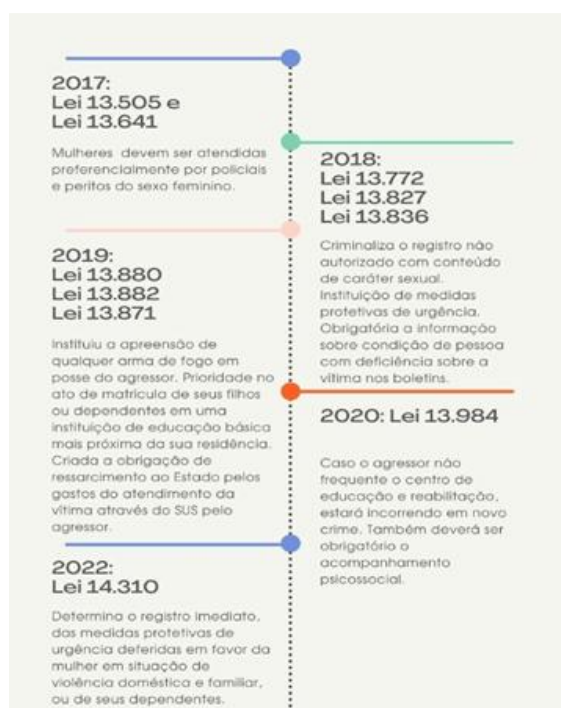 2017:
Lei 13.505 e
Lei 13.641
Mulheres devem ser atendidas
preferencialmente por policiais
e peritos do sexo feminino.
2018:
Lei 13.772
Lei 13.827
Lei 13.836
Criminaliza o registro não
autorizado com conteúdo
de caráter sexual.
Instituição de medidas
protetivas de urgência.
Obrigatória a informação
sobre condição de pessoa
com deficiência sobre a
vítima nos boletins.
2019:
Lei 13.880
Lei 13.882
Lei 13.871
Instituiu a apreensão de
qualquer arma de fogo em
posse do agressor. Prioridade no
ato de matrícula de seus filhos
ou dependentes em uma
instituição de educação básica
mais próxima da sua residência.
Criada a obrigação de
ressarcimento ao Estado pelos
gastos do atendimento da
vítima através do SUS pelo
agressor.
2020: Lei 13.984
Caso o agressor não
frequente o centro de
educação e reabilitação,
estará incorrendo em novo
crime. Também deverá ser
obrigatório o
acompanhamento
psicossocial.
2022:
Lei 14.310
Determina o registro imediato,
das medidas protetivas de
urgência deferidas em favor da
mulher em situação de
violência doméstica e familiar,
ou de seus dependentes.